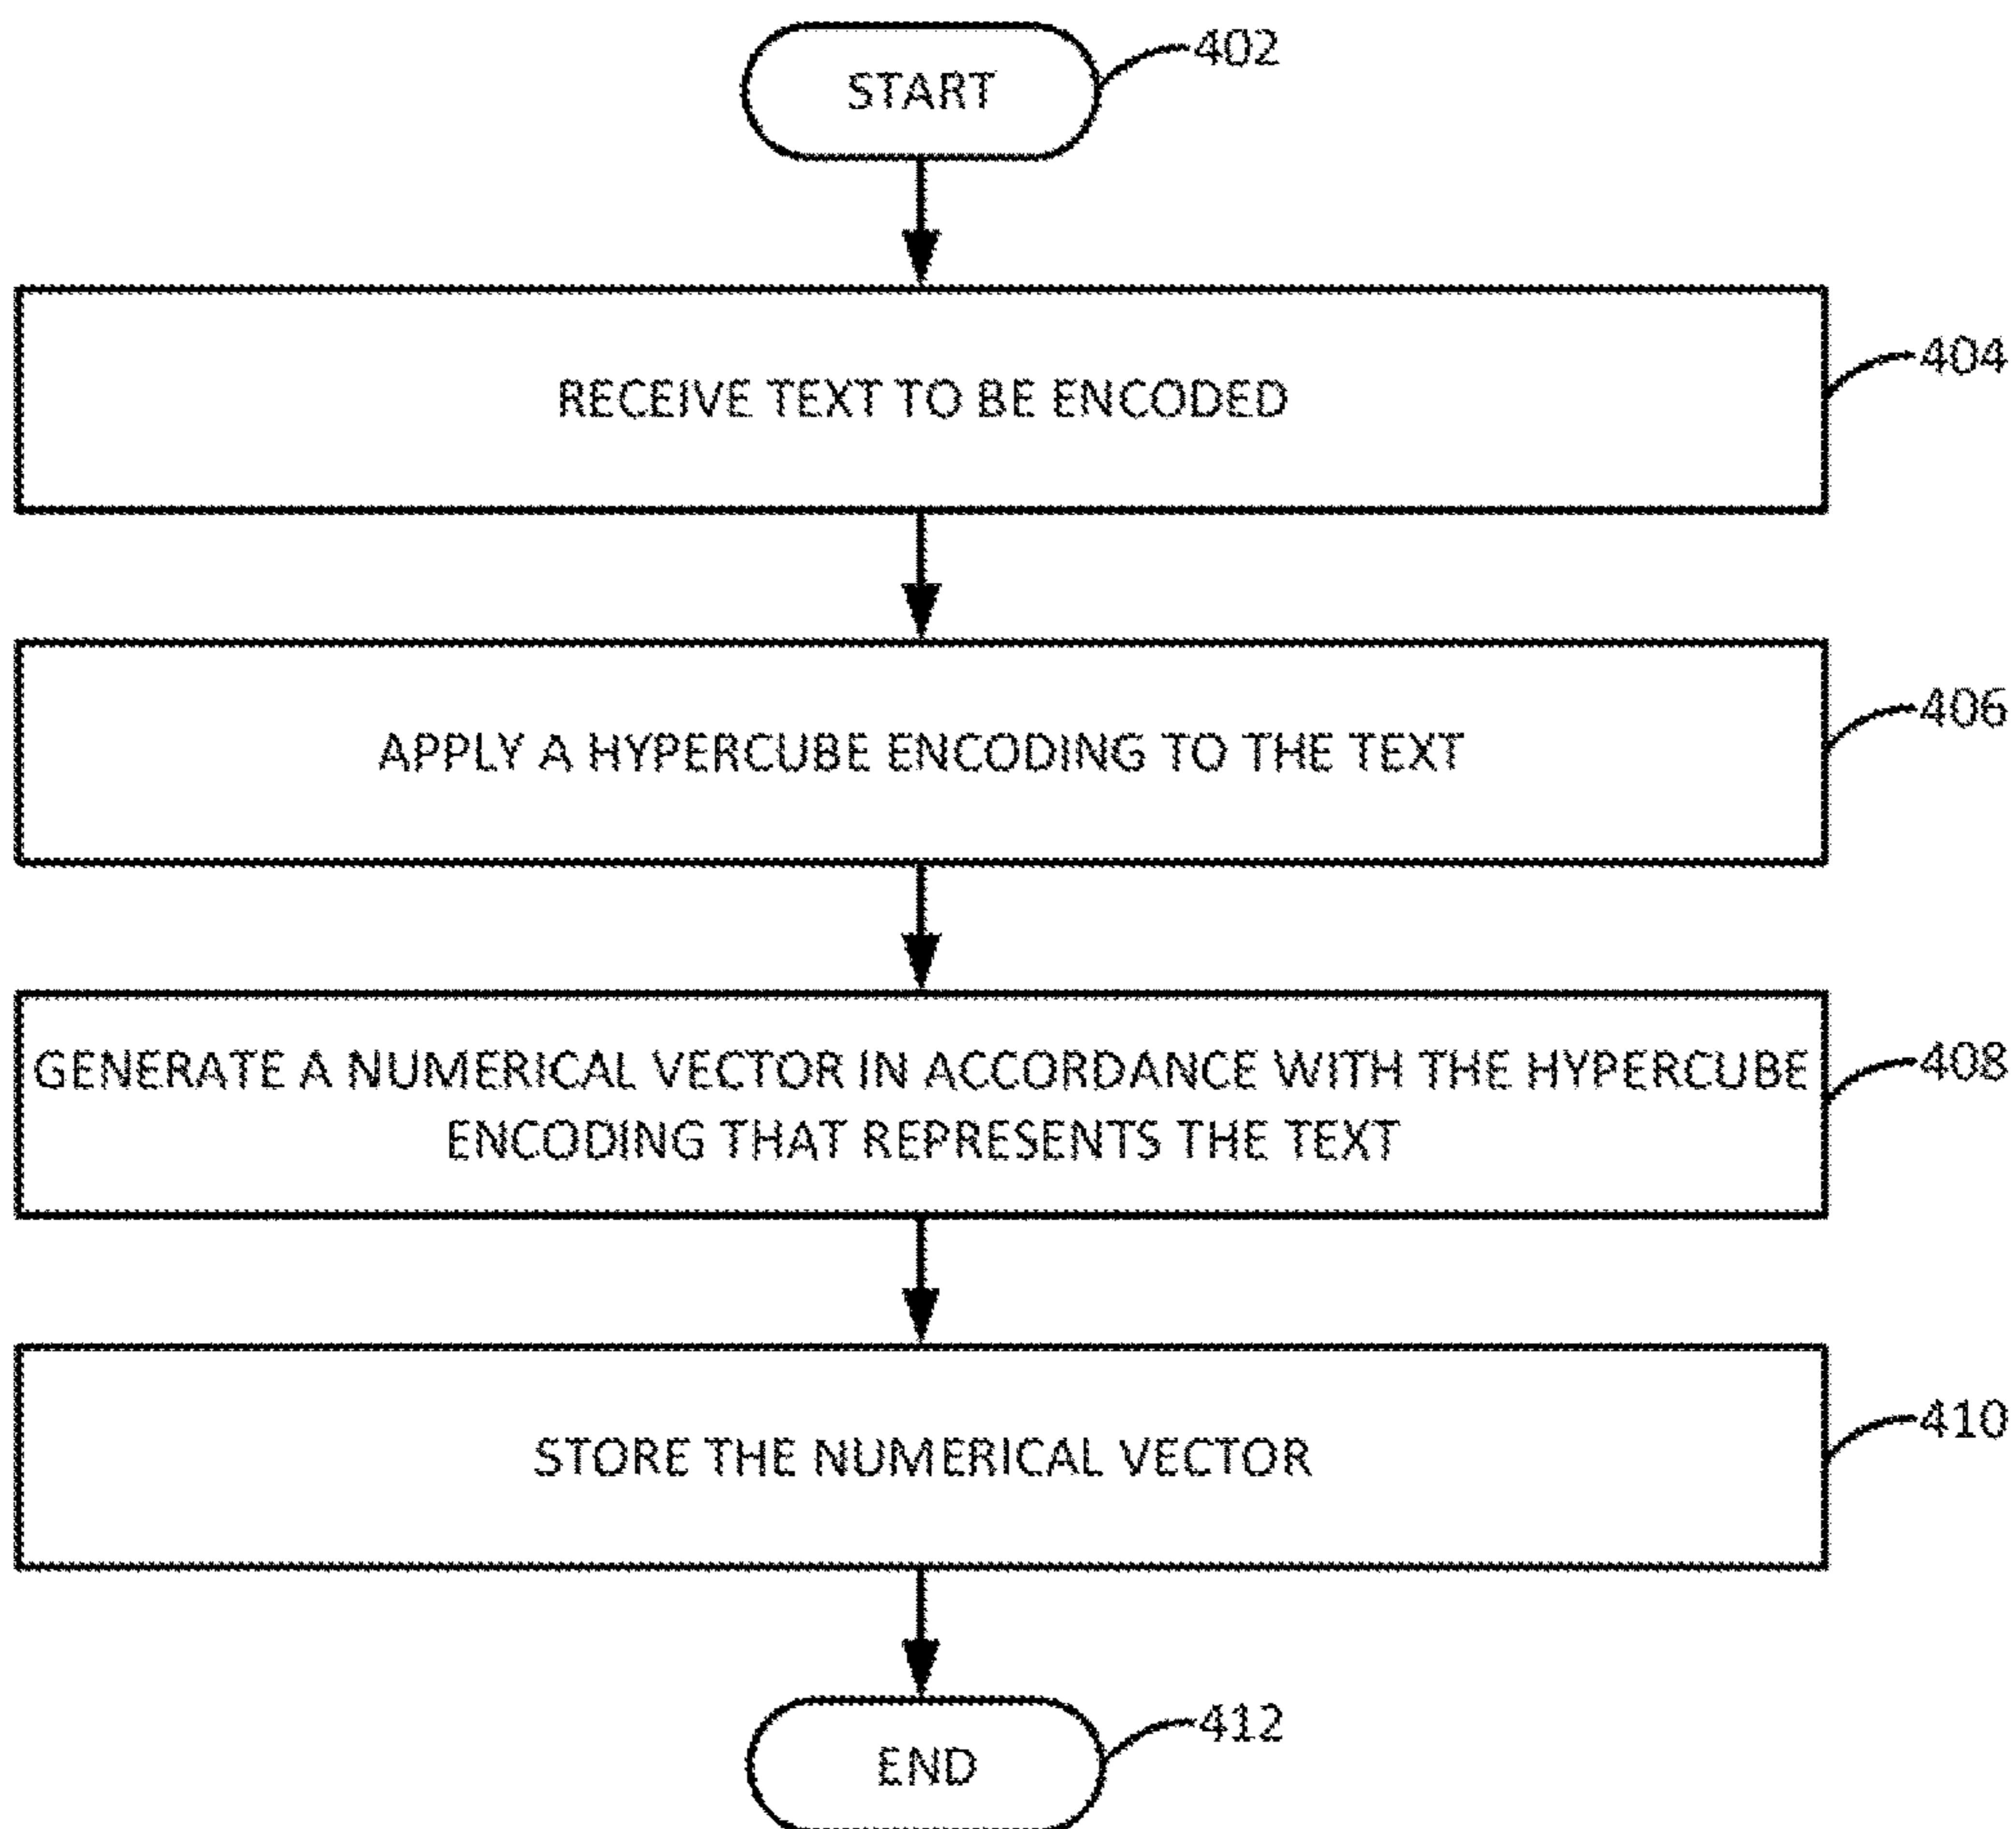 START
402
RECEIVE TEXT TO BE ENCODED
404
APPLY A HYPERCUBE ENCODING TO THE TEXT
406
GENERATE A NUMERICAL VECTOR IN ACCORDANCE WITH THE HYPERCUBE
ENCODING THAT REPRESENTS THE TEXT
408
STORE THE NUMERICAL VECTOR
410
END
412